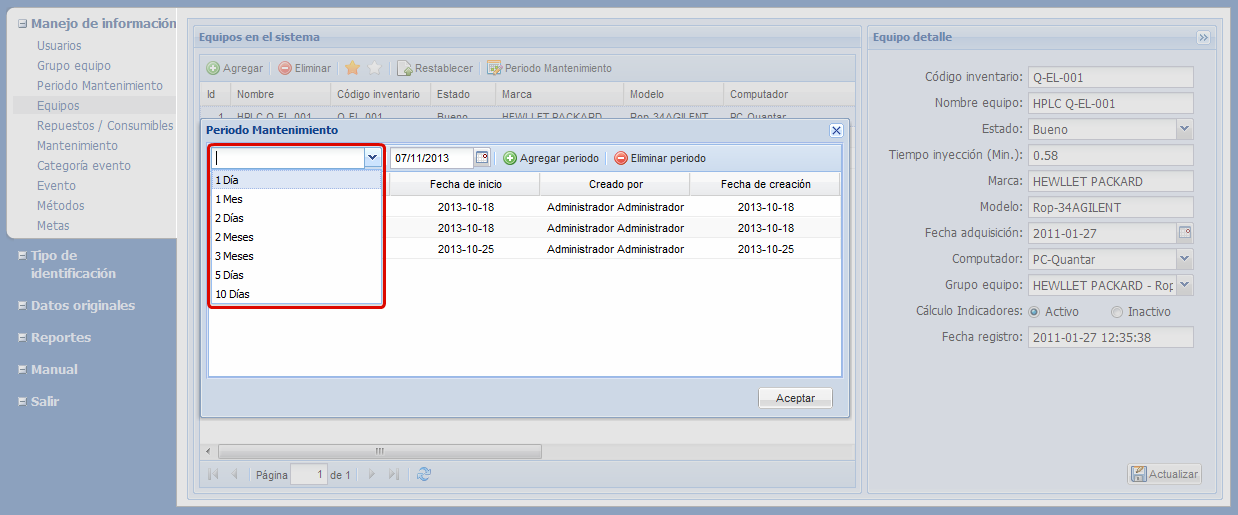 Manejo de información
Usuarios
Grupo equipo
Periodo Mantenimiento
Equipos
Repuestos / Consumibles
Mantenimiento
Categoría evento
Evento
Métodos
Metas
Tipo de
identificación
Datos originales
Reportes
Manual
Salir
Equipos en el sistema
Agregar Eliminar Restablecer Periodo Mantenimiento
Id Nombre Código inventario Estado Marca Modelo Computador
1 HPLC Q-EL-001 Q-EL-001 Bueno HEWLLET PACKARD Rop-34AGILENT PC-Quantar
Periodo Mantenimiento
07/11/2013 Agregar periodo Eliminar periodo
1 Día
1 Mes
2 Días
2 Meses
3 Meses
5 Días
10 Días
Fecha de inicio Creado por Fecha de creación
2013-10-18 Administrador Administrador 2013-10-18
2013-10-18 Administrador Administrador 2013-10-18
2013-10-25 Administrador Administrador 2013-10-25
Aceptar
Página 1 de 1
Equipo detalle
Código inventario: Q-EL-001
Nombre equipo: HPLC Q-EL-001
Estado: Bueno
Tiempo inyección (Min.): 0.58
Marca: HEWLLET PACKARD
Modelo: Rop-34AGILENT
Fecha adquisición: 2011-01-27
Computador: PC-Quantar
Grupo equipo: HEWLLET PACKARD - Rop
Cálculo Indicadores: Activo Inactivo
Fecha registro: 2011-01-27 12:35:38
Actualizar